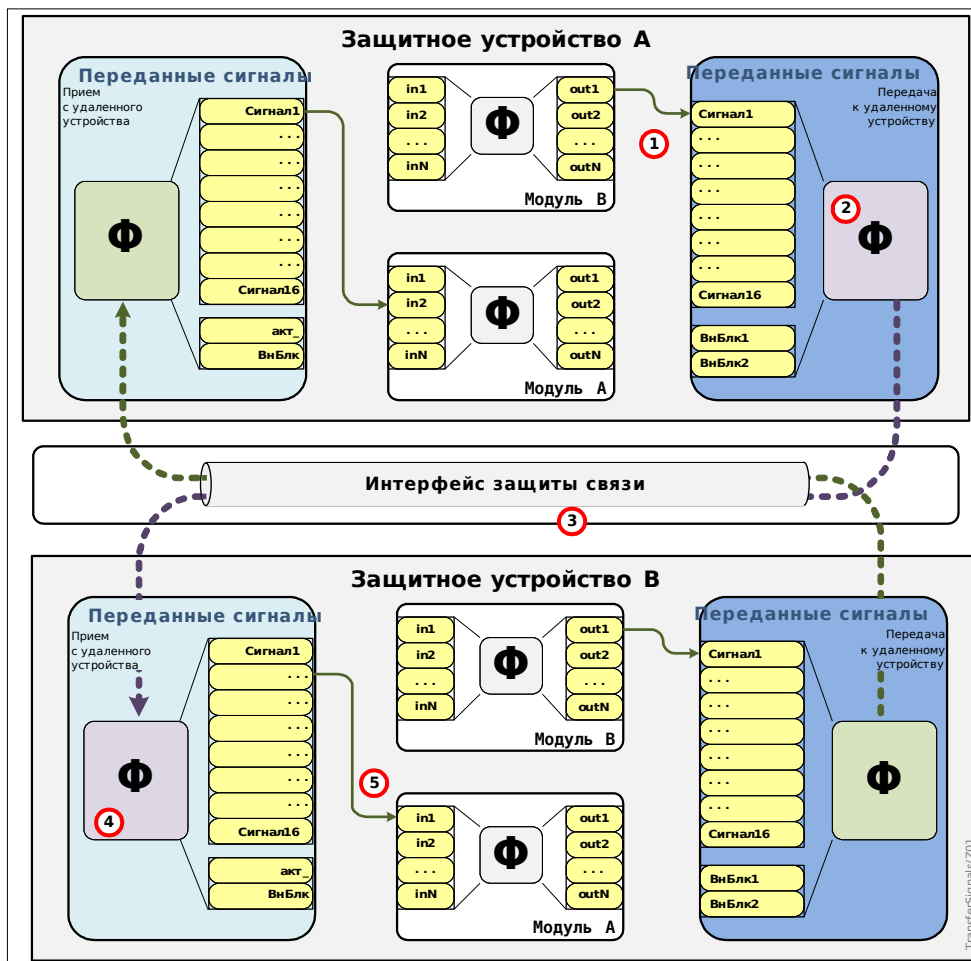 Защитное устройство A
Переданные сигналы
Прием
с удаленного
устройства
Сигнал1
. . .
. . .
. . .
. . .
. . .
. . .
Сигнал16
акт_
ВнБлк
Ф
in1
in2
. . .
inN
Ф
out1
out2
. . .
outN
Модуль B
in1
in2
. . .
inN
Ф
out1
out2
. . .
outN
Модуль A
1
Переданные сигналы
Передача
к удаленному
устройству
Сигнал1
. . .
. . .
. . .
. . .
. . .
. . .
Сигнал16
ВнБлк1
ВнБлк2
2
Ф
Интерфейс защиты связи
3
Защитное устройство B
Переданные сигналы
Прием
с удаленного
устройства
Сигнал1
. . .
. . .
. . .
. . .
. . .
. . .
Сигнал16
акт_
ВнБлк
Ф
4
in1
in2
. . .
inN
Ф
out1
out2
. . .
outN
Модуль B
5
in1
in2
. . .
inN
Ф
out1
out2
. . .
outN
Модуль A
Переданные сигналы
Передача
к удаленному
устройству
Сигнал1
. . .
. . .
. . .
. . .
. . .
. . .
Сигнал16
ВнБлк1
ВнБлк2
Ф
TransferSignals/Z01